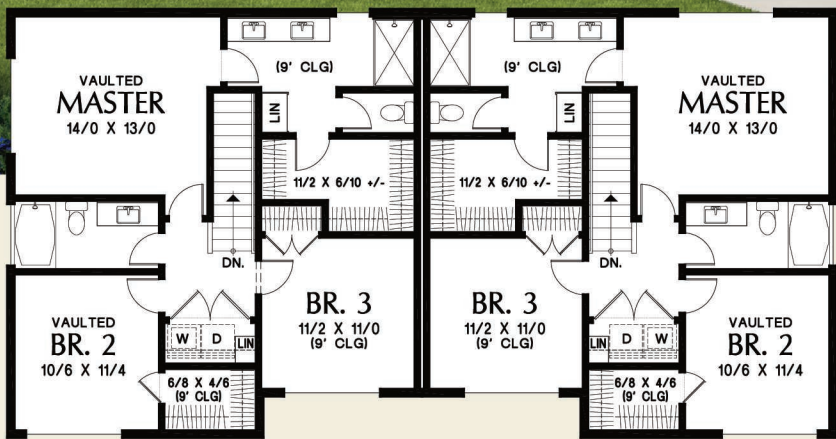 VAULTED
MASTER
14/0 X 13/0
(9' CLG)
LIN
11/2 X 6/10 +/-
DN.
BR. 3
11/2 X 11/0
(9' CLG)
VAULTED
BR. 2
10/6 X 11/4
W D LIN
6/8 X 4/6
(9' CLG)
(9' CLG)
LIN
VAULTED
MASTER
14/0 X 13/0
11/2 X 6/10 +/-
DN.
BR. 3
11/2 X 11/0
(9' CLG)
LIN D W
6/8 X 4/6
(9' CLG)
VAULTED
BR. 2
10/6 X 11/4